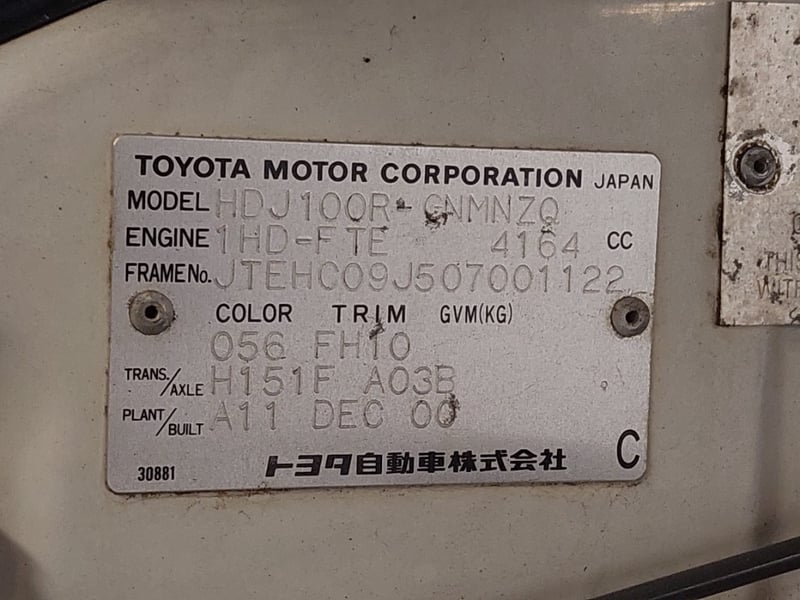 TOYOTA MOTOR CORPORATION JAPAN
MODEL HDJ100R-GNMNZQ
ENGINE 1HD-FTE 4164 CC
FRAME No. JTEHC09J507001122
COLOR TRIM GVM(KG)
056 FH10
TRANS./AXLE H151F A03B
PLANT/BUILT A11 DEC 00
30881 トヨタ自動車株式会社 C
THIS
WITH